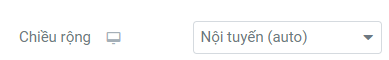 Chiều rộng
Nội tuyến (auto)